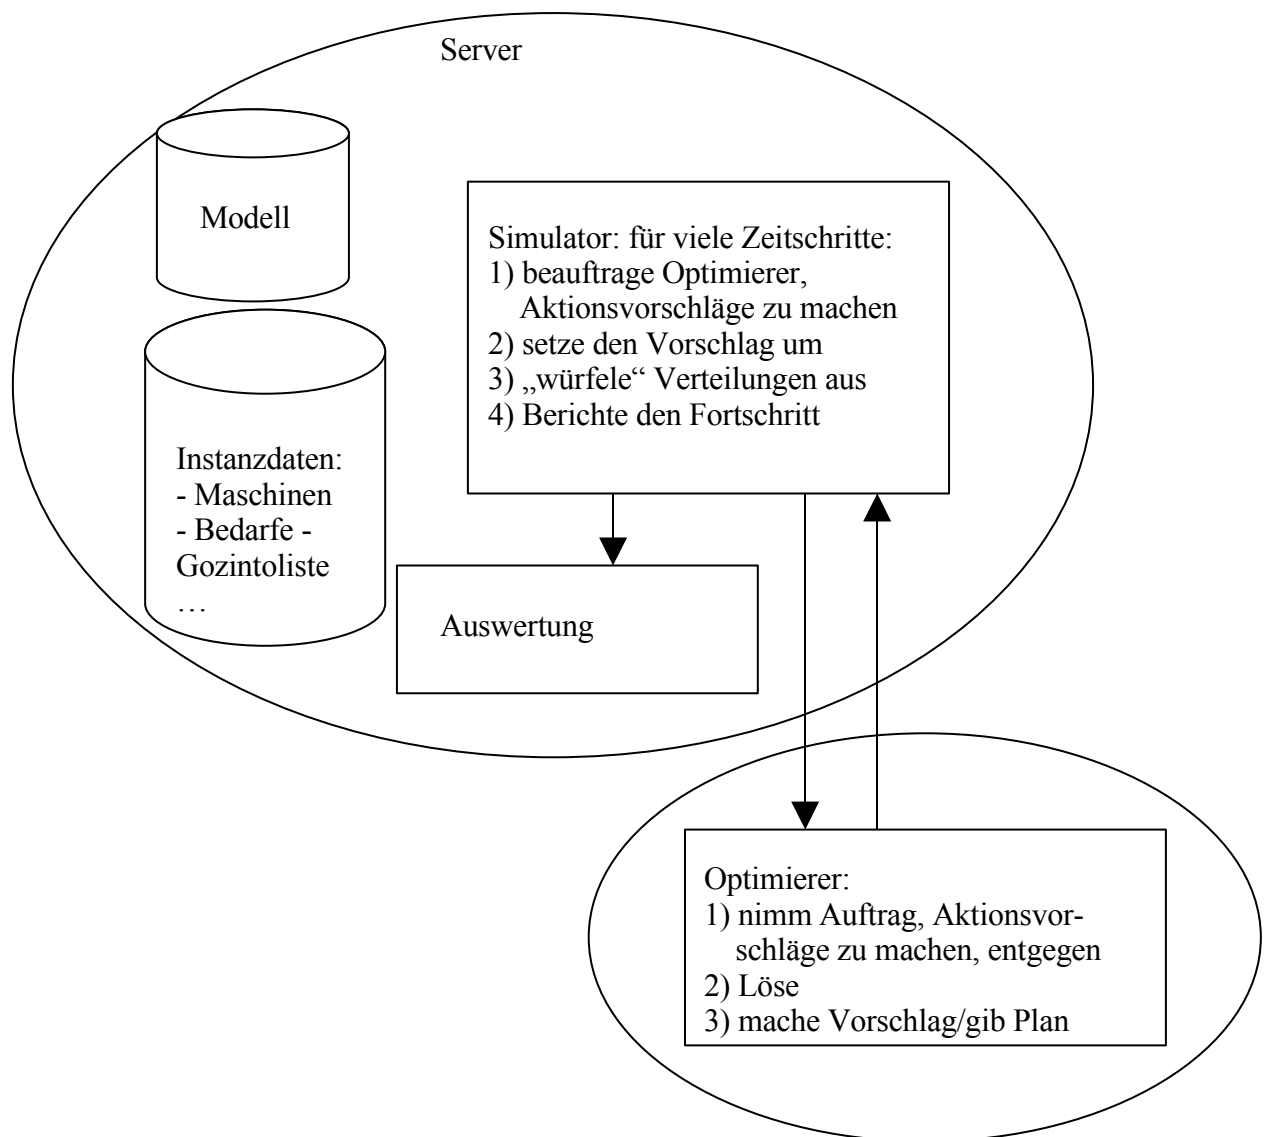 Server
Modell
Simulator: für viele Zeitschritte:
1) beauftrage Optimierer,
Aktionsvorschläge zu machen
2) setze den Vorschlag um
3) „würfele“ Verteilungen aus
4) Berichte den Fortschritt
Instanzdaten:
- Maschinen
- Bedarfe -
Gozintoliste
…
Auswertung
Optimierer:
1) nimm Auftrag, Aktionsvor-
schläge zu machen, entgegen
2) Löse
3) mache Vorschlag/gib Plan